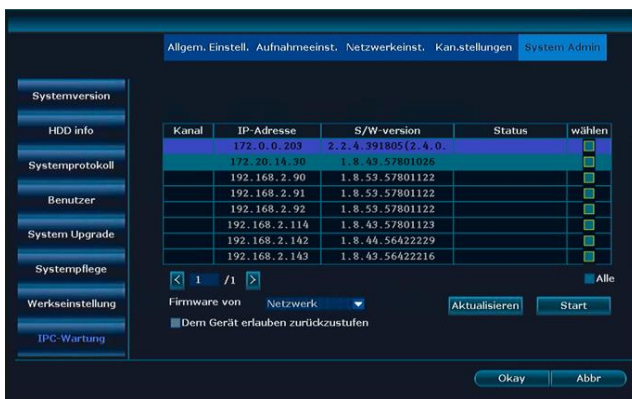 Allgem. Einstell. Aufnahmeeinst. Netzwerkeinst. Kan.stellungen System Admin
Systemversion
HDD info
Systemprotokoll
Benutzer
System Upgrade
Systempflege
Werkseinstellung
IPC-Wartung
Kanal IP-Adresse S/W-version Status wählen
172.0.0.203 2.2.4.391805(2.4.0.
172.20.14.30 1.8.43.57801026
192.168.2.90 1.8.53.57801122
192.168.2.91 1.8.53.57801122
192.168.2.92 1.8.53.57801122
192.168.2.114 1.8.43.57801123
192.168.2.142 1.8.44.56422229
192.168.2.143 1.8.43.56422216
< 1 /1 > Alle
Firmware von Netzwerk Aktualisieren Start
Dem Gerät erlauben zurückzustufen
Okay Abbr